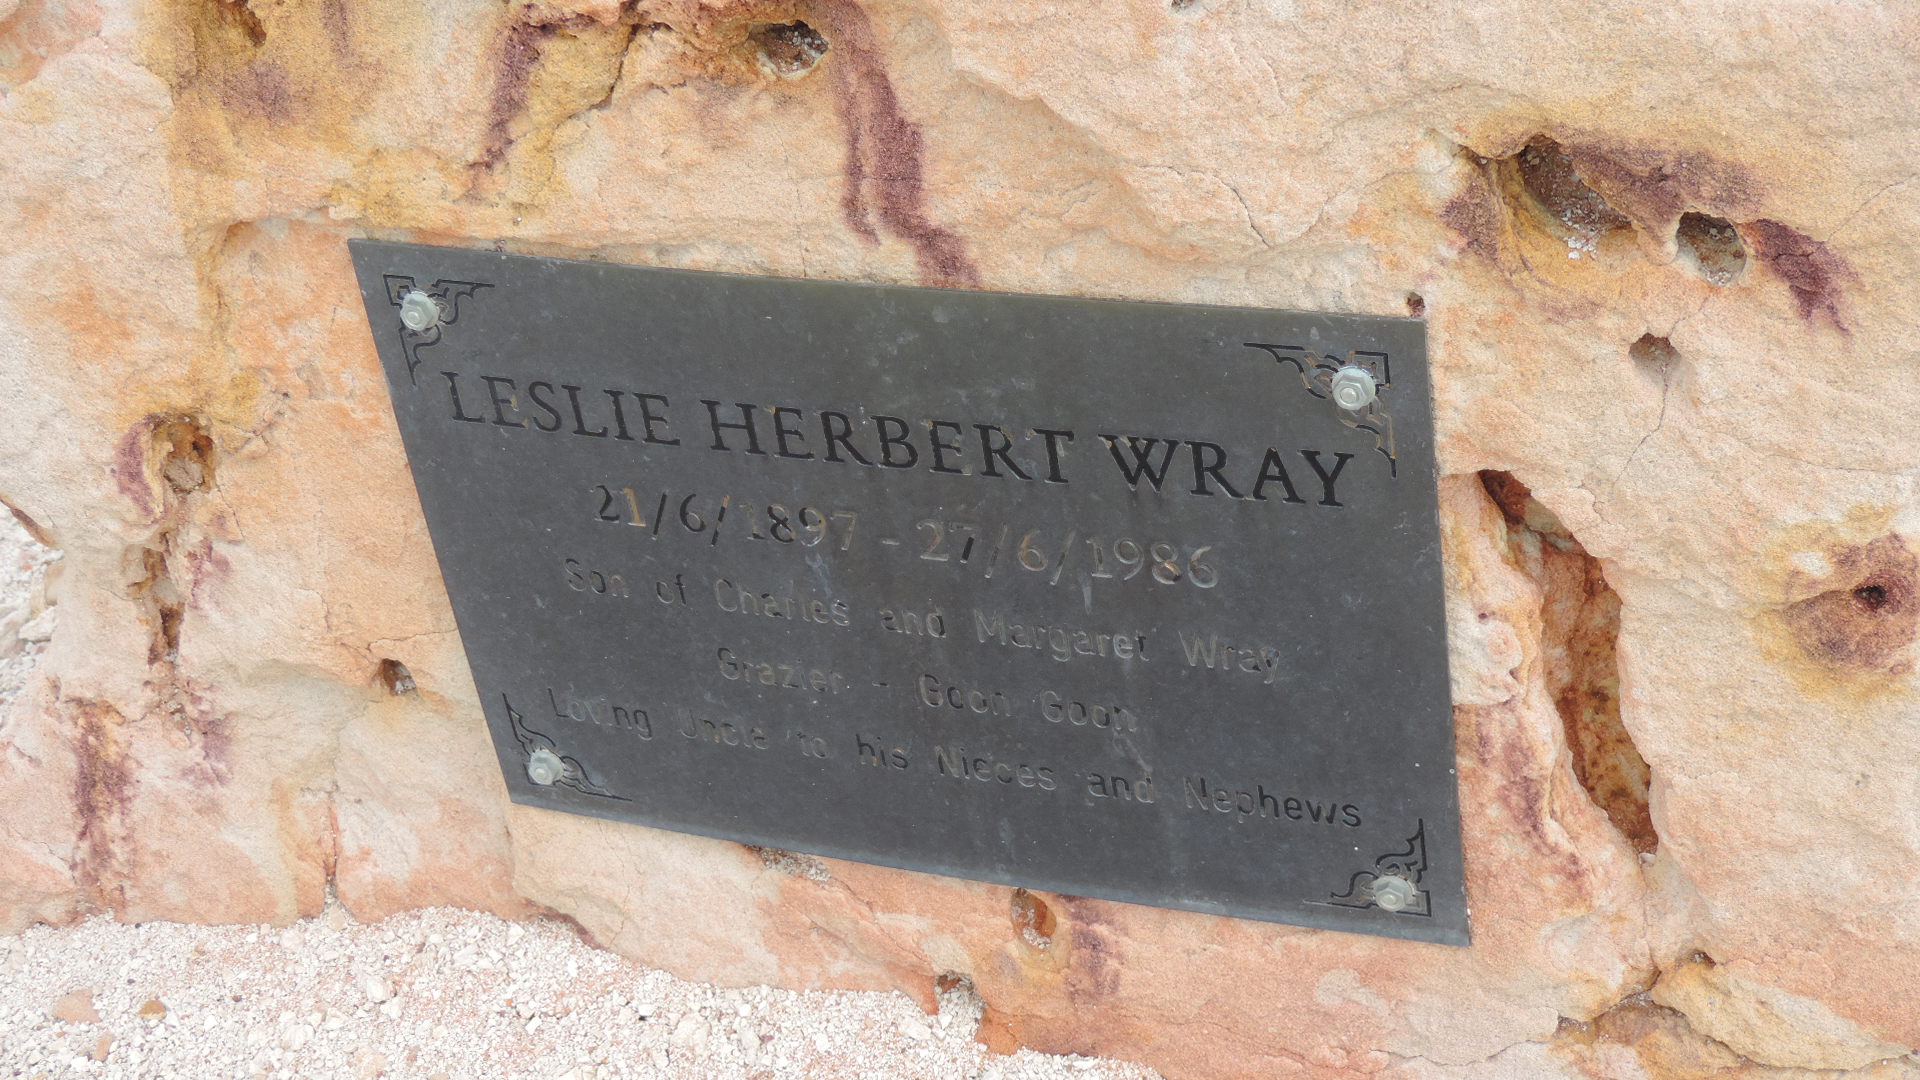 LESLIE HERBERT WRAY
21/6/1897 - 27/6/1986
Son of Charles and Margaret Wray
Grazier - Goon Goon
Loving Uncle to his Nieces and Nephews